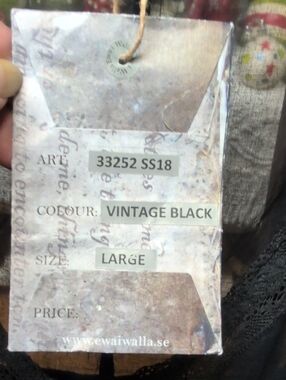 ART: 33252 SS18
COLOUR: VINTAGE BLACK
SIZE: LARGE
PRICE:
www.ewaiwalla.se